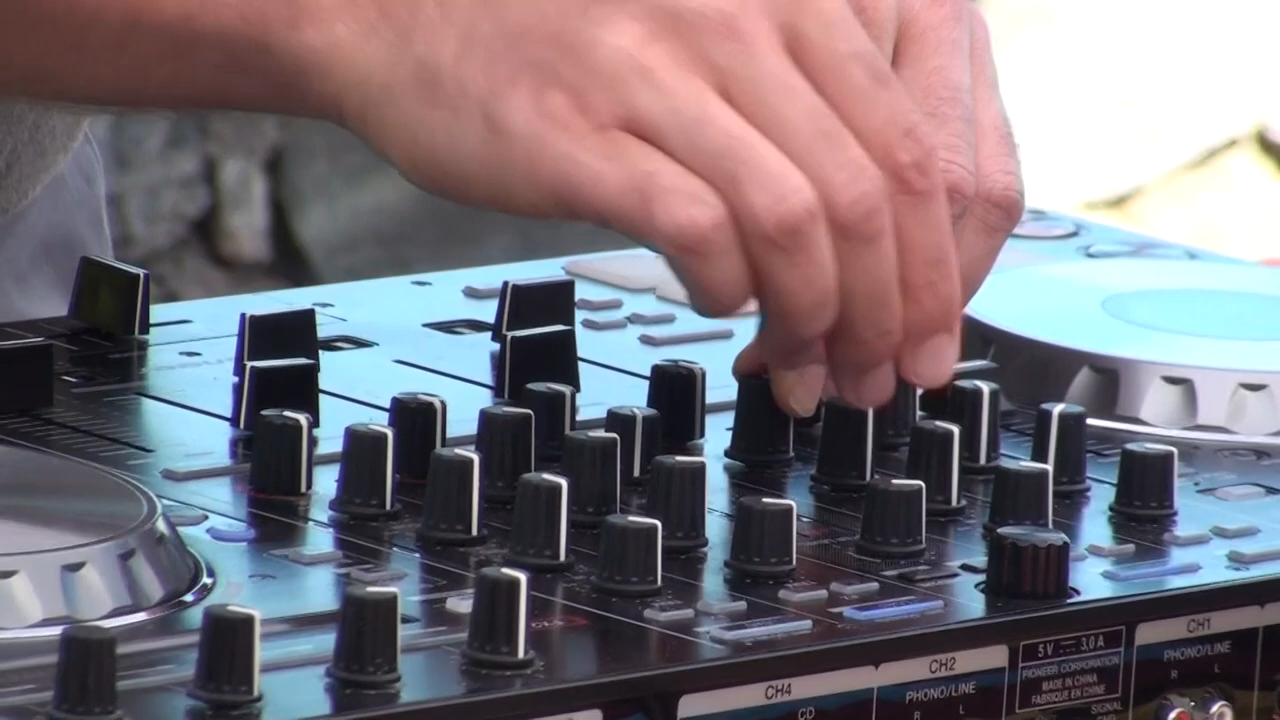 CH4
CD
CH2
PHONO/LINE
R L
5V 3,0A
PIONEER CORPORATION
MADE IN CHINA
FABRIQUE EN CHINE
SIGNAL
CH1
PHONO/LINE
R L